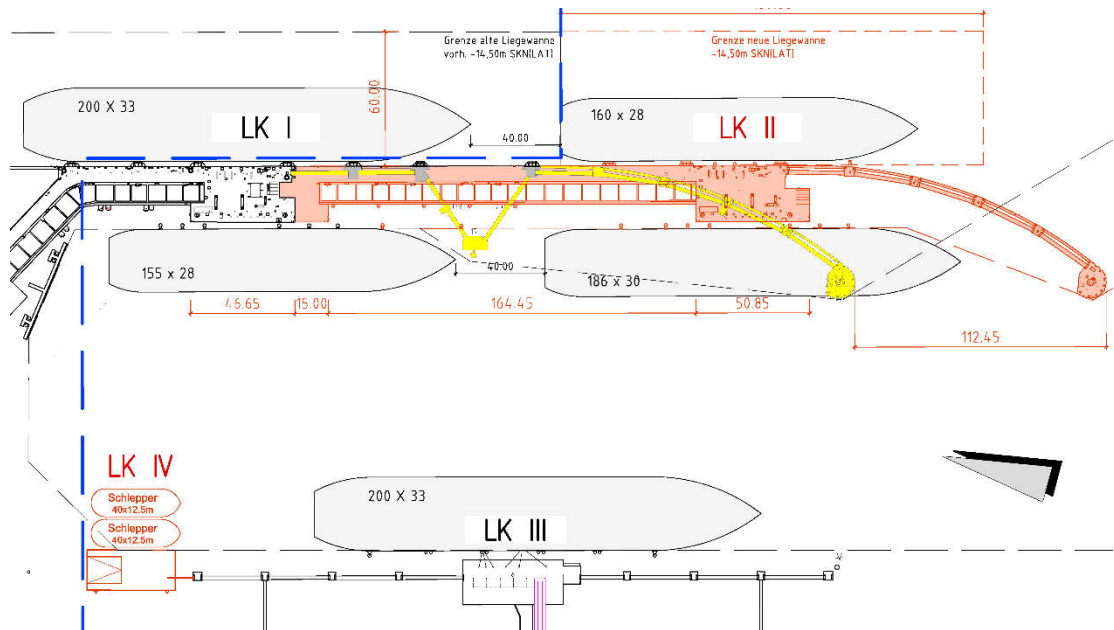 Grenze alte Liegewanne
vorh. -14,50m SKN(LAT)
Grenze neue Liegewanne
-14,50m SKN(LAT)
60.00
200 X 33
LK I
160 x 28
LK II
40.00
155 x 28
40.00
186 x 30
46.65
15.00
164.45
50.85
112.45
LK IV
Schlepper
40x12.5m
Schlepper
40x12.5m
200 X 33
LK III